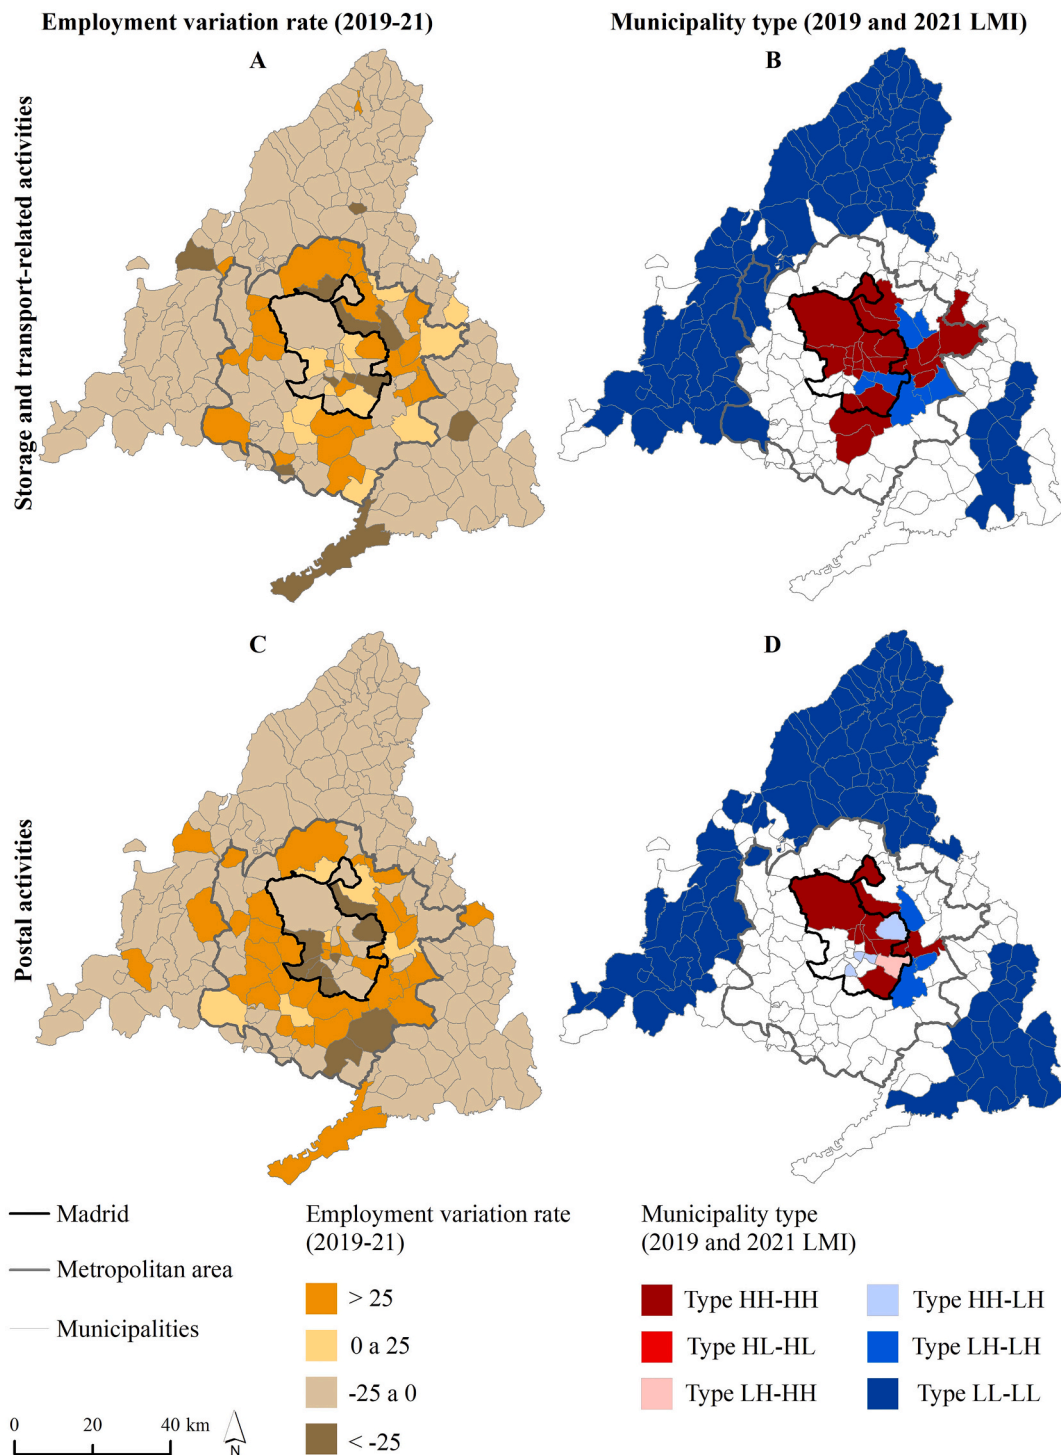 Employment variation rate (2019-21)
Municipality type (2019 and 2021 LMI)
A
B
Storage and transport-related activities
C
D
Postal activities
Madrid
Metropolitan area
Municipalities
0 20 40 km
N
Employment variation rate
(2019-21)
> 25
0 a 25
-25 a 0
< -25
Municipality type
(2019 and 2021 LMI)
Type HH-HH
Type HL-HL
Type LH-HH
Type HH-LH
Type LH-LH
Type LL-LL